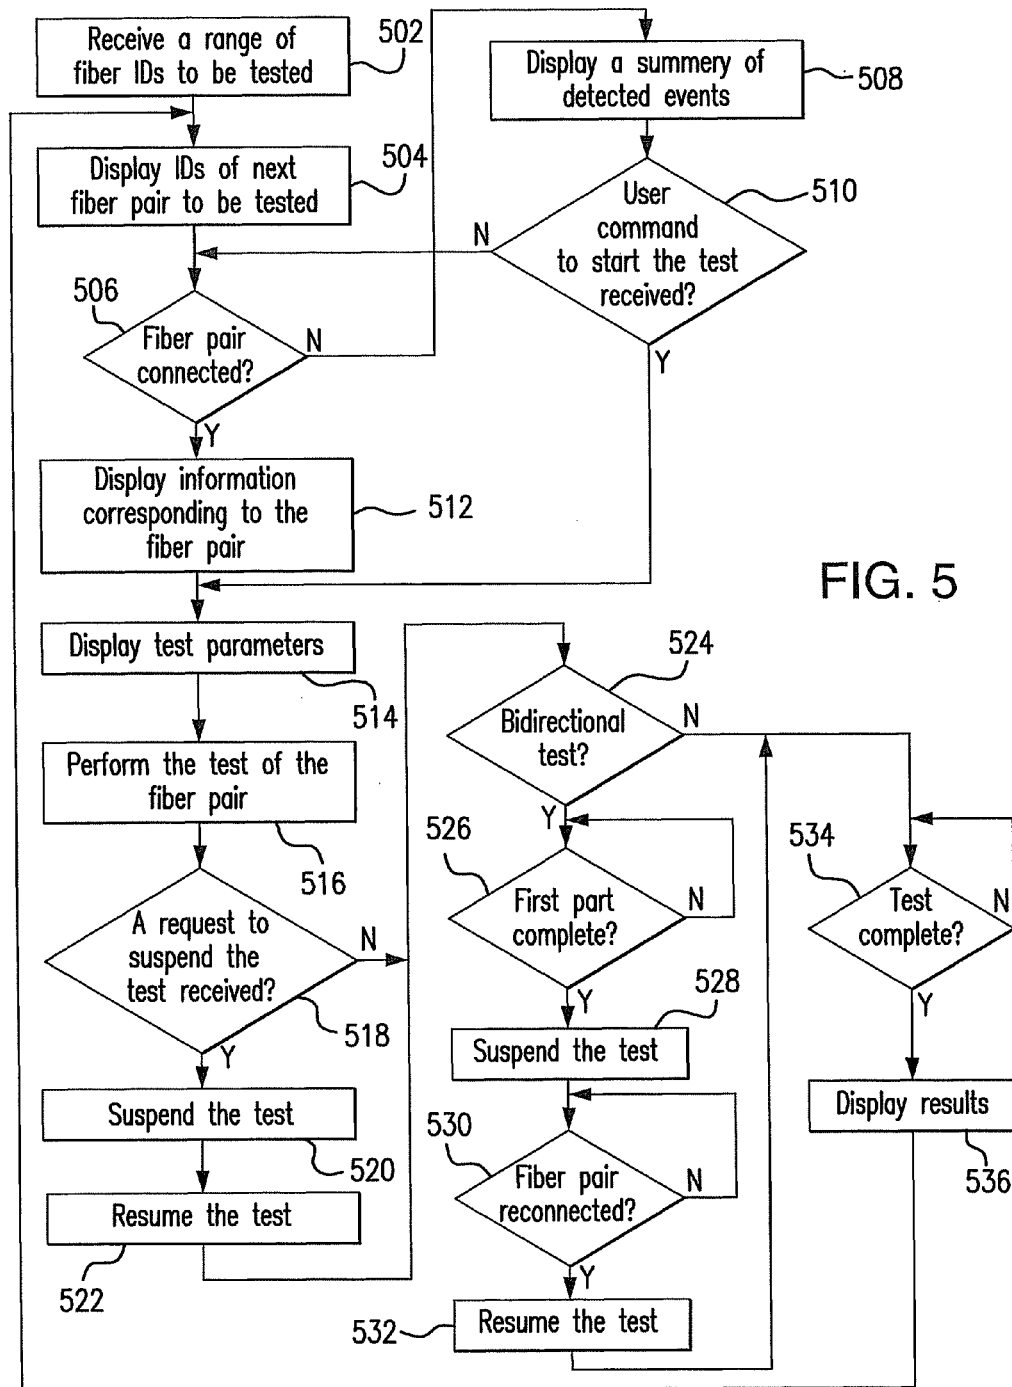 Receive a range of
fiber IDs to be tested
502
Display IDs of next
fiber pair to be tested
504
506
Fiber pair
connected?
N
Y
Display a summery of
detected events
508
User
command
to start the test
received?
510
N
Y
Display information
corresponding to the
fiber pair
512
FIG. 5
Display test parameters
514
Perform the test of the
fiber pair
516
A request to
suspend the
test received?
N
518
Y
Suspend the test
520
Resume the test
522
524
Bidirectional
test?
N
Y
526
First part
complete?
N
Y
528
Suspend the test
530
Fiber pair
reconnected?
N
Y
532
Resume the test
534
Test
complete?
N
Y
Display results
536